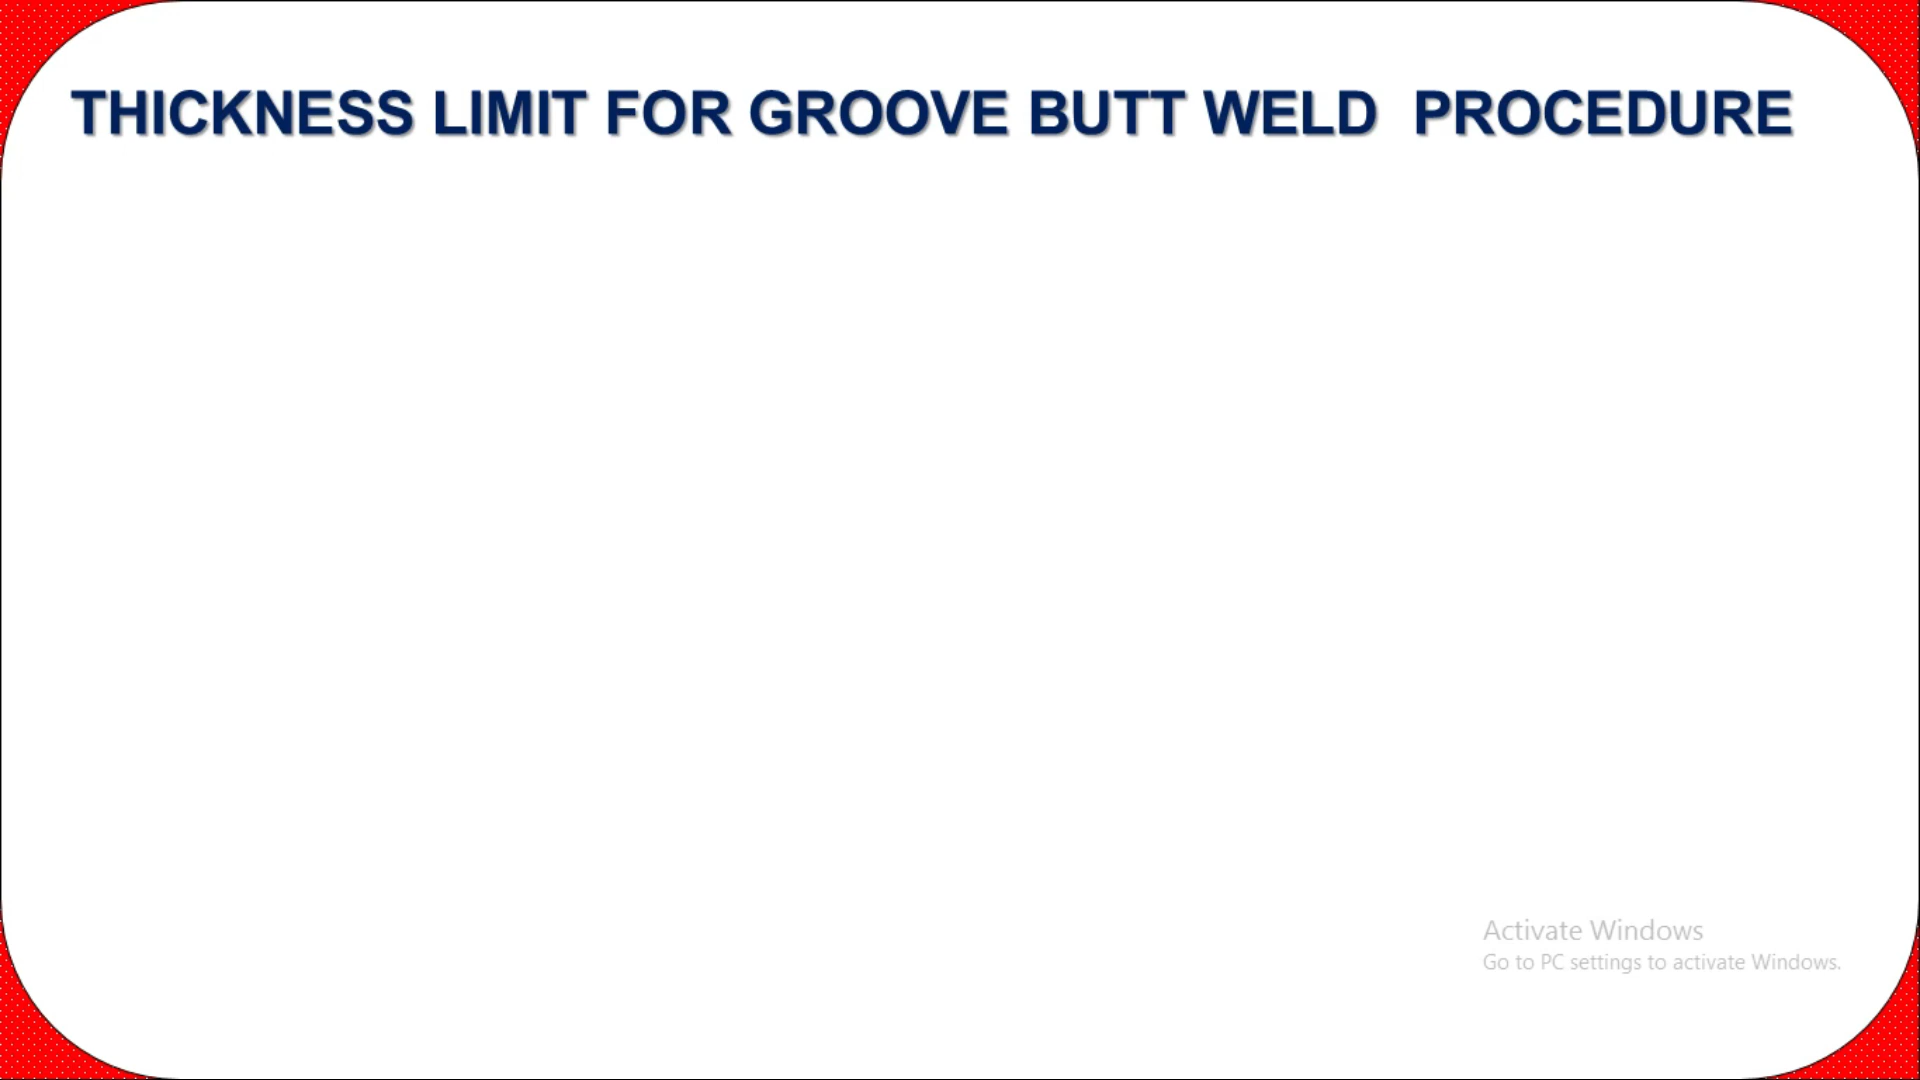 THICKNESS LIMIT FOR GROOVE BUTT WELD  PROCEDURE
Activate Windows
Go to PC settings to activate Windows.